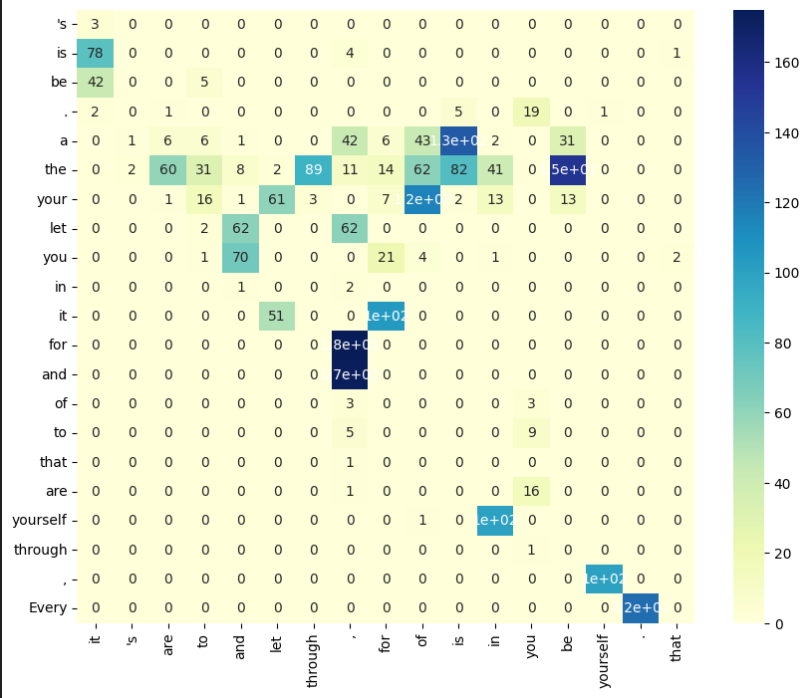 's 3 0 0 0 0 0 0 0 0 0 0 0 0 0 0 0 0
is 78 0 0 0 0 0 0 4 0 0 0 0 0 0 0 0 1
be 42 0 0 5 0 0 0 0 0 0 0 0 0 0 0 0 0
. 2 0 1 0 0 0 0 0 0 0 5 0 19 0 1 0 0
a 0 1 6 6 1 0 0 42 6 43 3e+0 2 0 31 0 0 0
the 0 2 60 31 8 2 89 11 14 62 82 41 0 5e+0 0 0 0
your 0 0 1 16 1 61 3 0 7 2e+0 2 13 0 13 0 0 0
let 0 0 0 2 62 0 0 62 0 0 0 0 0 0 0 0 0
you 0 0 0 1 70 0 0 0 21 4 0 1 0 0 0 0 2
in 0 0 0 0 1 0 0 2 0 0 0 0 0 0 0 0 0
it 0 0 0 0 0 51 0 0 1e+02 0 0 0 0 0 0 0 0
for 0 0 0 0 0 0 0 8e+0 0 0 0 0 0 0 0 0 0
and 0 0 0 0 0 0 0 7e+0 0 0 0 0 0 0 0 0 0
of 0 0 0 0 0 0 0 3 0 0 0 0 3 0 0 0 0
to 0 0 0 0 0 0 0 5 0 0 0 0 9 0 0 0 0
that 0 0 0 0 0 0 0 1 0 0 0 0 0 0 0 0 0
are 0 0 0 0 0 0 0 1 0 0 0 0 16 0 0 0 0
yourself 0 0 0 0 0 0 0 0 0 1 0 1e+02 0 0 0 0 0
through 0 0 0 0 0 0 0 0 0 0 0 0 1 0 0 0 0
, 0 0 0 0 0 0 0 0 0 0 0 0 0 0 1e+02 0 0
Every 0 0 0 0 0 0 0 0 0 0 0 0 0 0 0 2e+0 0
it 's are to and let through , for of is in you be yourself . that
160
140
120
100
80
60
40
20
0